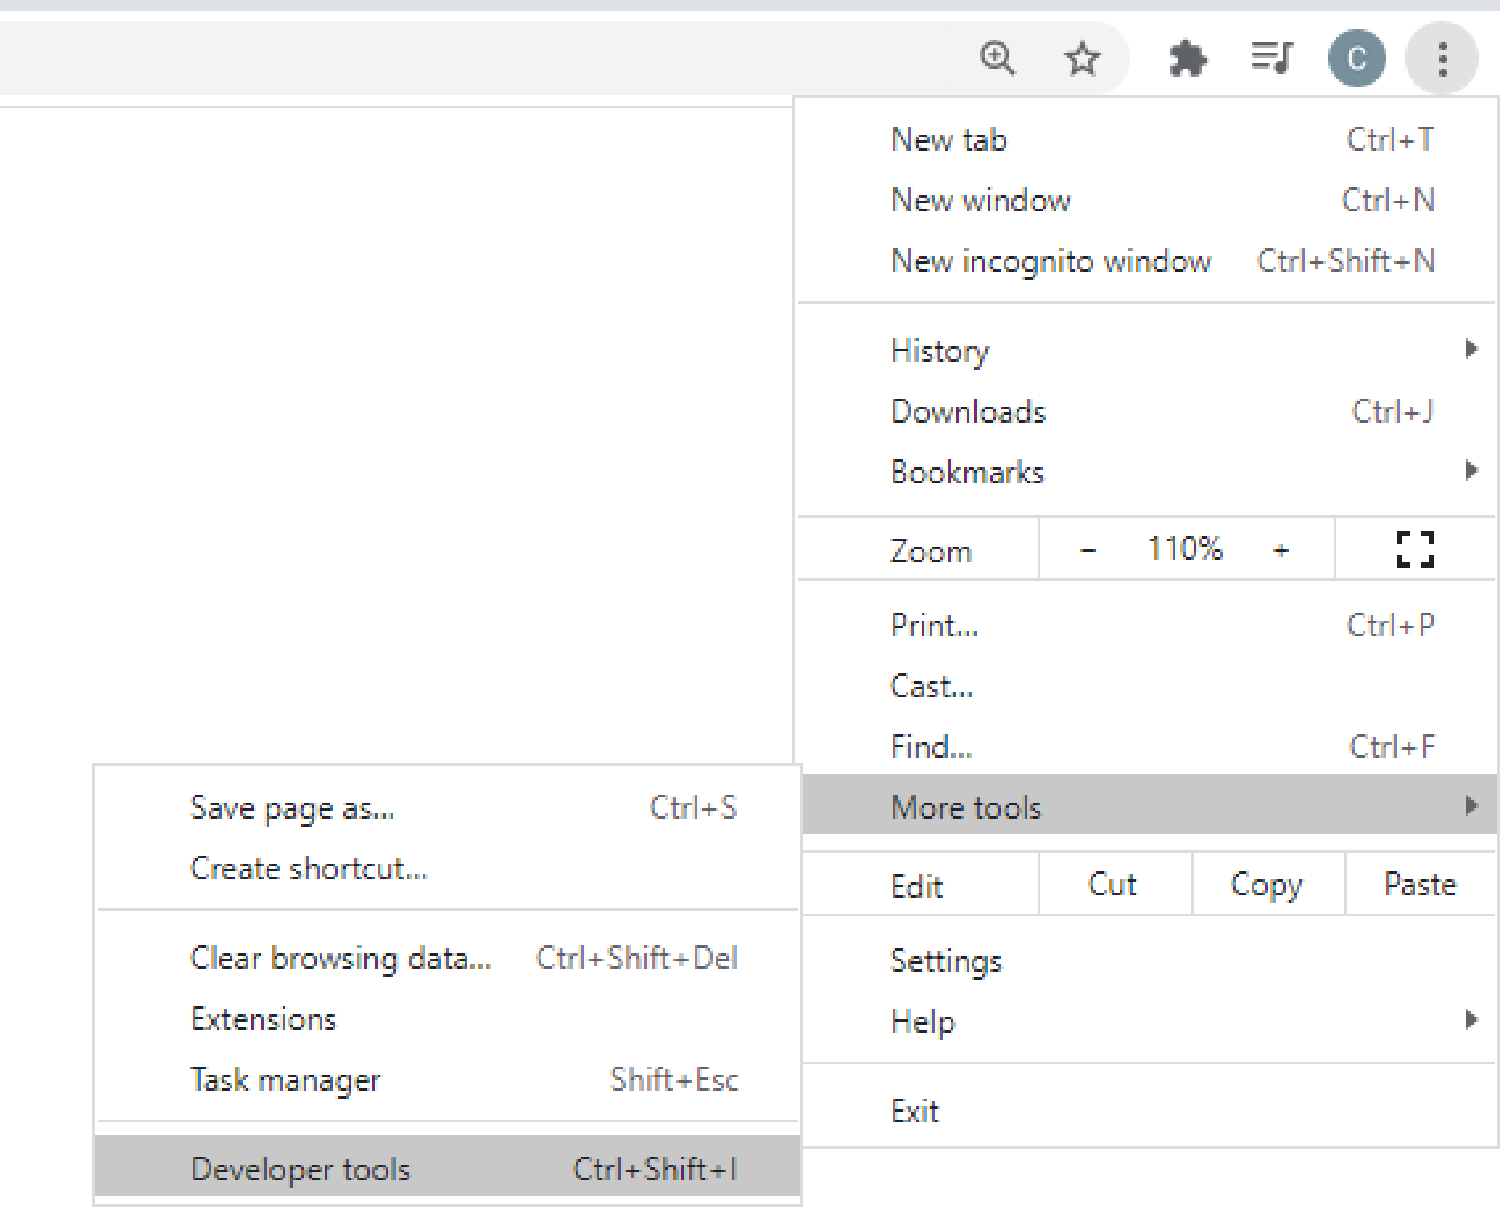 C
New tab Ctrl+T
New window Ctrl+N
New incognito window Ctrl+Shift+N
History
Downloads Ctrl+J
Bookmarks
Zoom − 110% +
Print... Ctrl+P
Cast...
Find... Ctrl+F
More tools
Edit Cut Copy Paste
Settings
Help
Exit
Save page as... Ctrl+S
Create shortcut...
Clear browsing data... Ctrl+Shift+Del
Extensions
Task manager Shift+Esc
Developer tools Ctrl+Shift+I